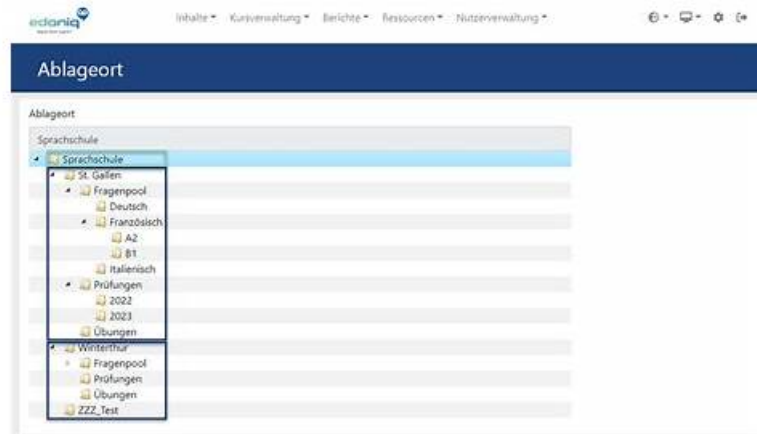 edaniq
Inhalte Kursverwaltung Berichte Ressourcen Nutzerverwaltung
Ablageort
Ablageort
Sprachschule
Sprachschule
St. Gallen
Fragenpool
Deutsch
Französisch
A2
B1
Italienisch
Prüfungen
2022
2023
Übungen
Winterthur
Fragenpool
Prüfungen
Übungen
ZZZ_Test